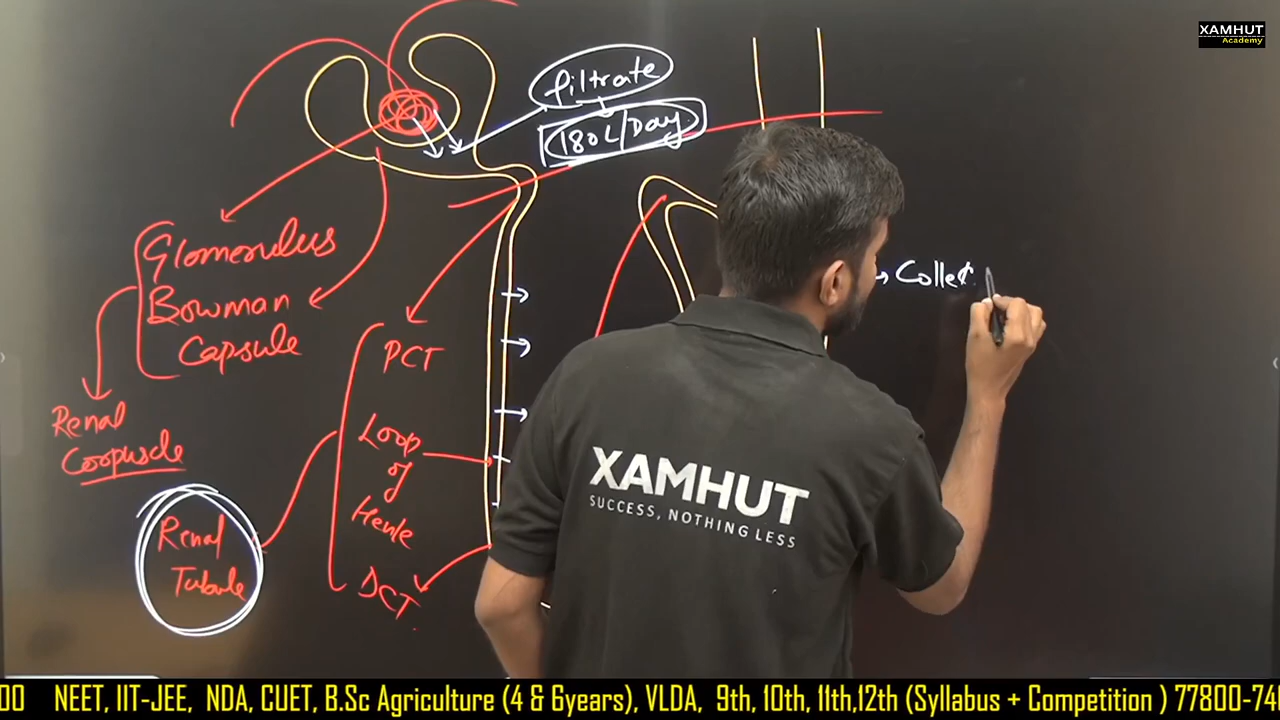 XAMHUT
Academy
filtrate
180L/Day
Glomerulus
Bowman
Capsule
Renal
Corpuscle
PCT
Loop
of
Henle
DCT
Renal
Tubule
Collect
XAMHUT
SUCCESS, NOTHING LESS
NEET, IIT-JEE, NDA, CUET, B.Sc Agriculture (4 & 6years), VLDA, 9th, 10th, 11th,12th (Syllabus + Competition ) 77800-74